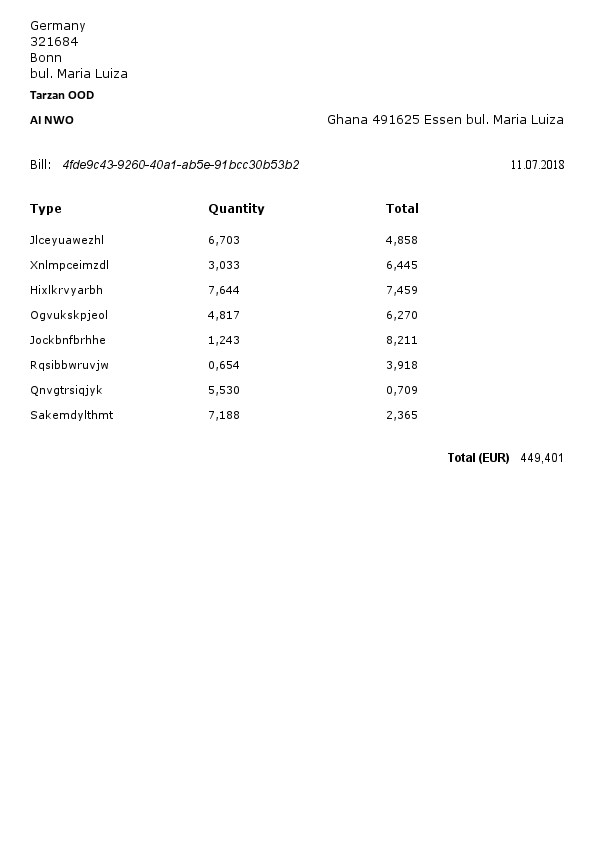 Germany
321684
Bonn
bul. Maria Luiza
Tarzan OOD
AI NWO Ghana 491625 Essen bul. Maria Luiza
Bill: 4fde9c43-9260-40a1-ab5e-91bcc30b53b2 11.07.2018
Type Quantity Total
Jlceyuawezhl 6,703 4,858
Xnlmpceimzdl 3,033 6,445
Hixlkrvyarbh 7,644 7,459
Ogvukskpjeol 4,817 6,270
Jockbnfbrhhe 1,243 8,211
Rqsibbwruvjw 0,654 3,918
Qnvgtrsiqjyk 5,530 0,709
Sakemdylthmt 7,188 2,365
Total (EUR) 449,401